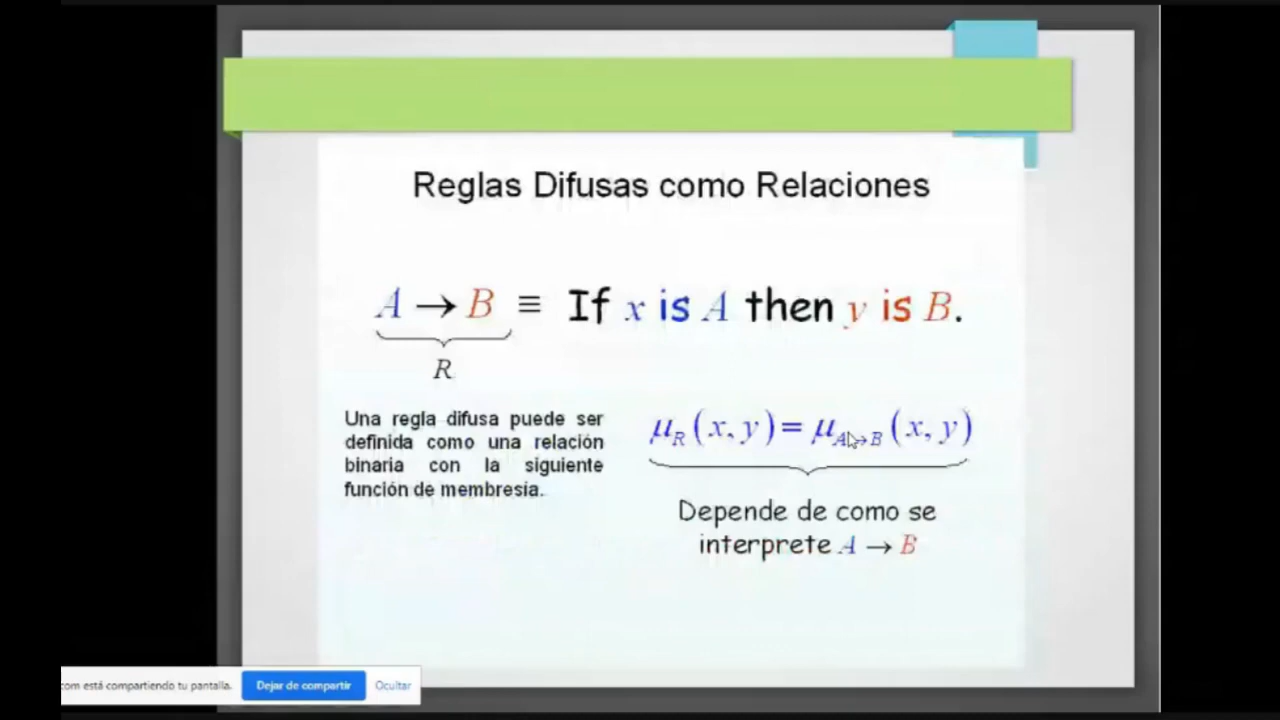 Reglas Difusas como Relaciones
A → B ≡ If x is A then y is B.
R
Una regla difusa puede ser
definida como una relación
binaria con la siguiente
función de membresía.
μ_R (x, y) = μ_{A→B} (x, y)
Depende de como se
interprete A → B
com está compartiendo tu pantalla. Dejar de compartir Ocultar